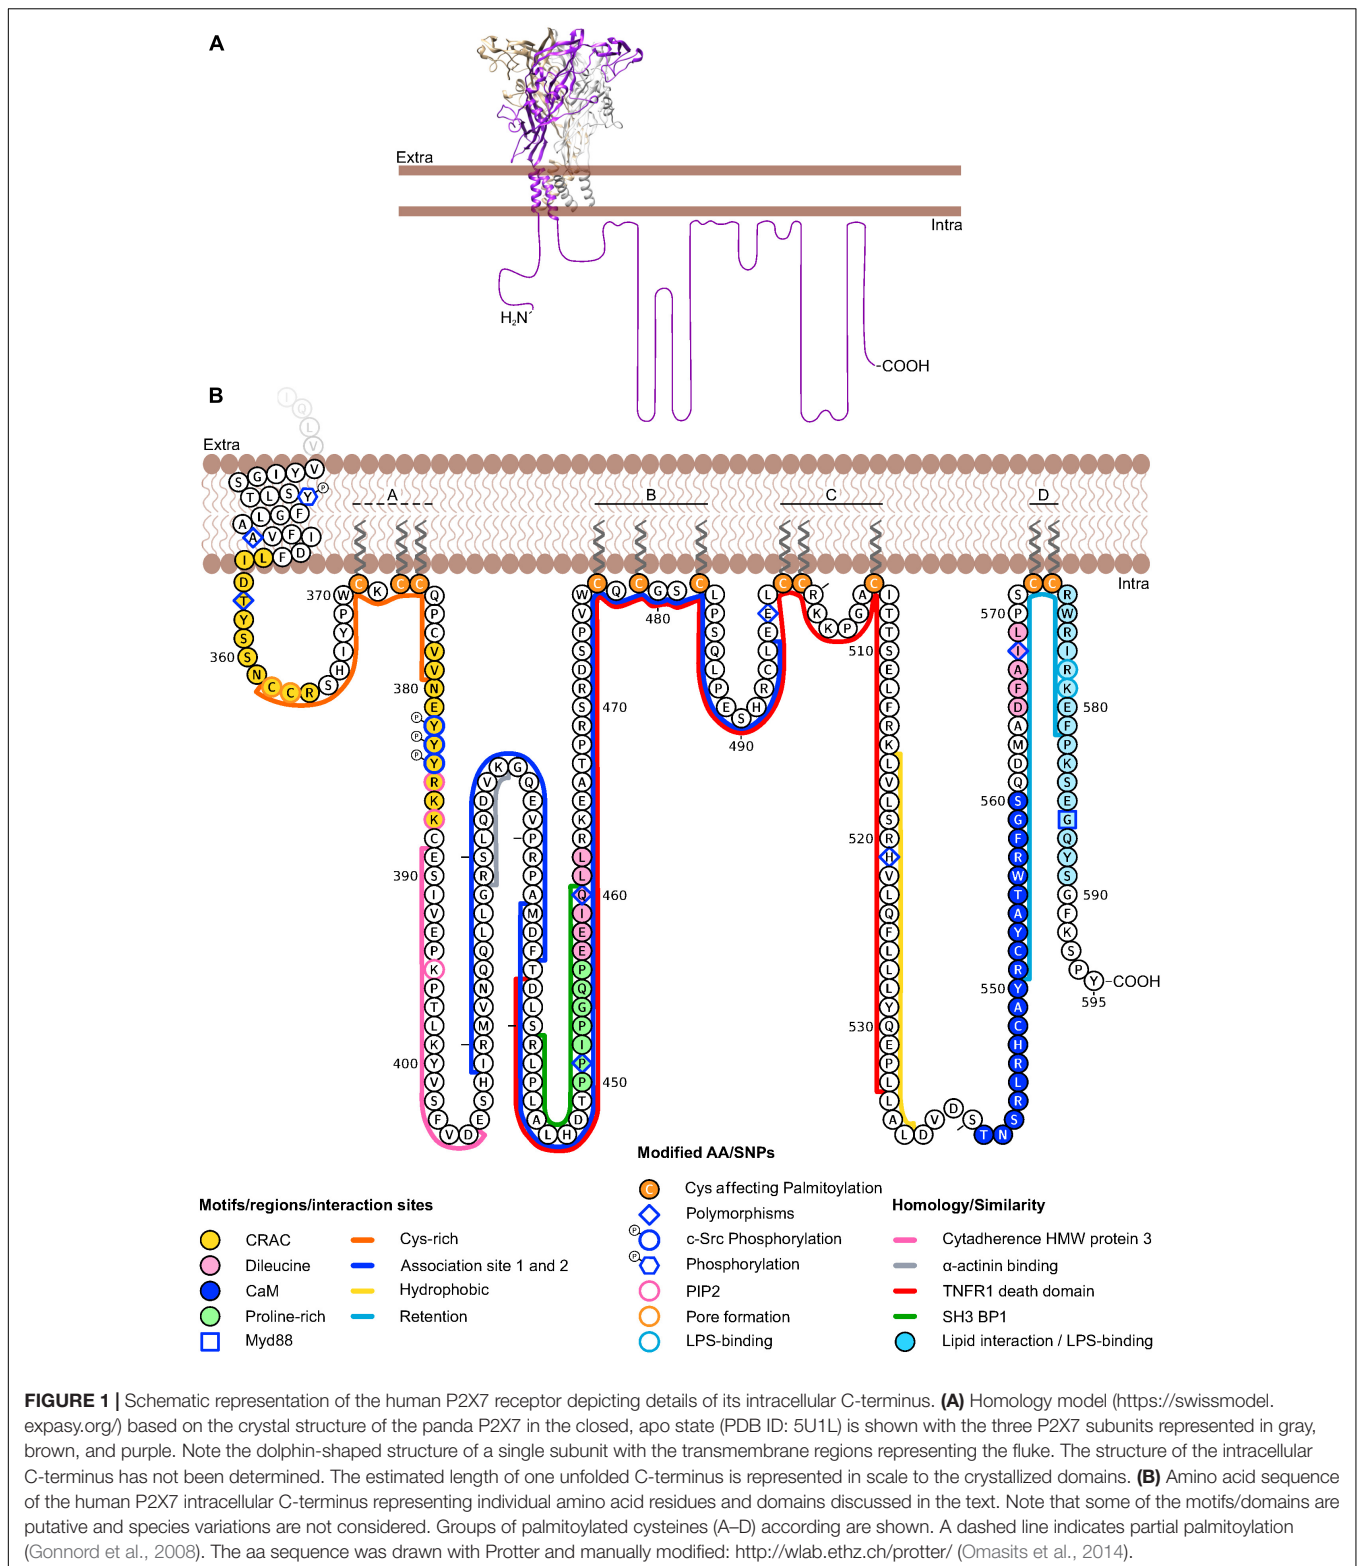 A
Extra
Intra
H₂N
-COOH
B
I
Q
L
V
Extra
S G I Y V
T L S Y P
A L G F
A V F I
I L F D
D
T
Y
S
360 S
N C C R S H I Y P
370 W
A
C K C C
Q
P
C
V
V
380 N
E
P Y
P Y
P Y
R
K
K
C
E
390 S
I
V
E
P
K
P
T
L
K
400 Y
V
S
F
V D E
S
H
I
R
M
V
N
Q
Q
L
L
G
R
S
L
Q
D
V
K G
Q
E
V
P
R
P
A
M
D
F
T
D
L
S
R
L
P
L
A
L H D
T
450 P
P
I
P
G
Q
P
E
E
I
460 Q
L
L
R
K
E
A
T
P
R
470 S
R
D
S
P
V
W
B
C Q C G S C
480
L
P
S
Q
L
P
E S H
490
R
C
L
E
E
L
C
C C R K K P G A C
I
510 T
T
S
E
L
F
R
K
L
V
L
S
520 R
H
V
L
Q
F
L
L
L
Y
530 Q
E
P
L
L
A
L D V D S
T N S
R
L
R
H
C
A
550 Y
R
C
Y
A
T
W
R
F
G
560 S
Q
D
M
A
D
F
A
I
L
570 P
S
D
C C
Intra
R
W
R
I
R
K
580 E
F
P
K
S
E
G
Q
Y
S
590 G
F
K
S
P
Y -COOH
595
Motifs/regions/interaction sites
CRAC
Dileucine
CaM
Proline-rich
Myd88
Cys-rich
Association site 1 and 2
Hydrophobic
Retention
Modified AA/SNPs
C Cys affecting Palmitoylation
Polymorphisms
P c-Src Phosphorylation
P Phosphorylation
PIP2
Pore formation
LPS-binding
Homology/Similarity
Cytadherence HMW protein 3
α-actinin binding
TNFR1 death domain
SH3 BP1
Lipid interaction / LPS-binding
FIGURE 1 | Schematic representation of the human P2X7 receptor depicting details of its intracellular C-terminus. (A) Homology model (https://swissmodel.
expasy.org/) based on the crystal structure of the panda P2X7 in the closed, apo state (PDB ID: 5U1L) is shown with the three P2X7 subunits represented in gray,
brown, and purple. Note the dolphin-shaped structure of a single subunit with the transmembrane regions representing the fluke. The structure of the intracellular
C-terminus has not been determined. The estimated length of one unfolded C-terminus is represented in scale to the crystallized domains. (B) Amino acid sequence
of the human P2X7 intracellular C-terminus representing individual amino acid residues and domains discussed in the text. Note that some of the motifs/domains are
putative and species variations are not considered. Groups of palmitoylated cysteines (A–D) according are shown. A dashed line indicates partial palmitoylation
(Gonnord et al., 2008). The aa sequence was drawn with Protter and manually modified: http://wlab.ethz.ch/protter/ (Omasits et al., 2014).